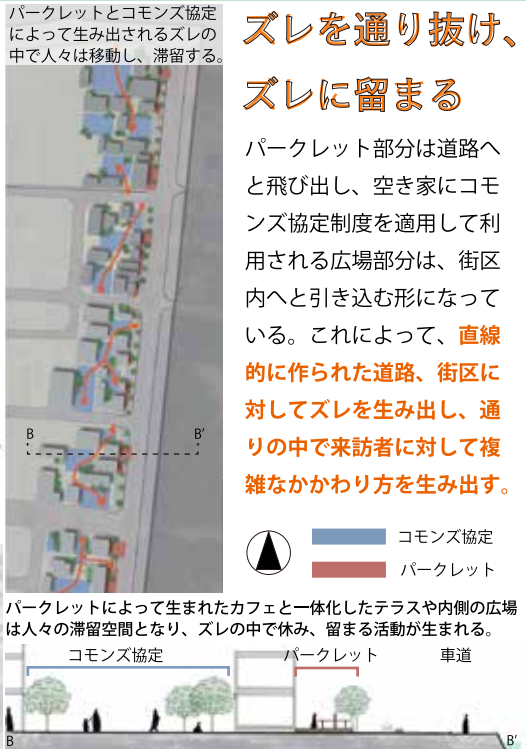 パークレットとコモンズ協定
によって生み出されるズレの
中で人々は移動し、滞留する。
ズレを通り抜け、
ズレに留まる
パークレット部分は道路へ
と飛び出し、空き家にコモ
ンズ協定制度を適用して利
用される広場部分は、街区
内へと引き込む形になって
いる。これによって、直線
的に作られた道路、街区に
対してズレを生み出し、通
りの中で来訪者に対して複
雑なかかわり方を生み出す。
B
B’
コモンズ協定
パークレット
パークレットによって生まれたカフェと一体化したテラスや内側の広場
は人々の滞留空間となり、ズレの中で休み、留まる活動が生まれる。
コモンズ協定
パークレット
車道
B
B’